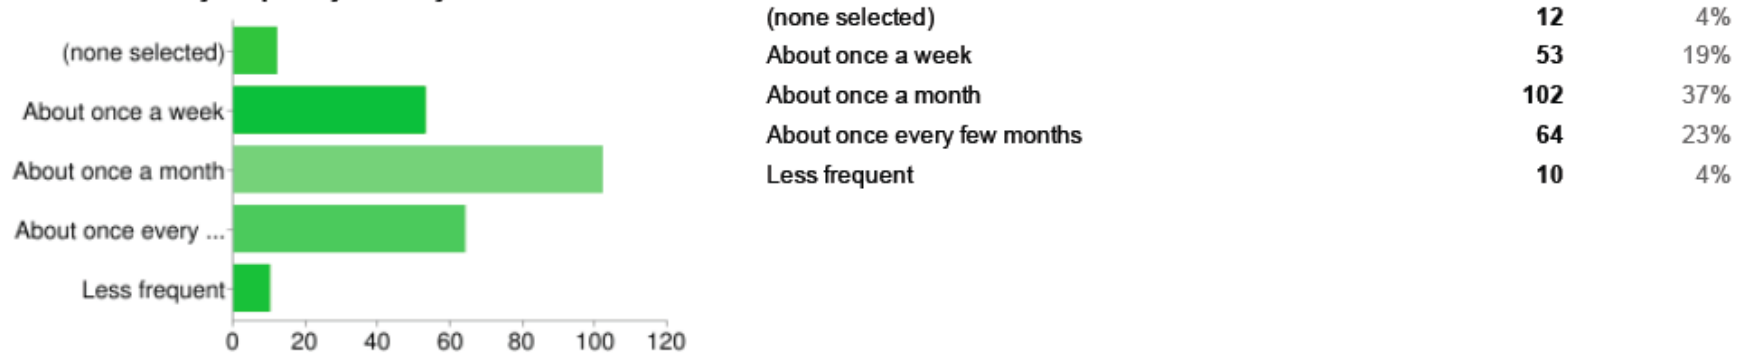 (none selected)
About once a week
About once a month
About once every ...
Less frequent
0 20 40 60 80 100 120
(none selected) 12 4%
About once a week 53 19%
About once a month 102 37%
About once every few months 64 23%
Less frequent 10 4%